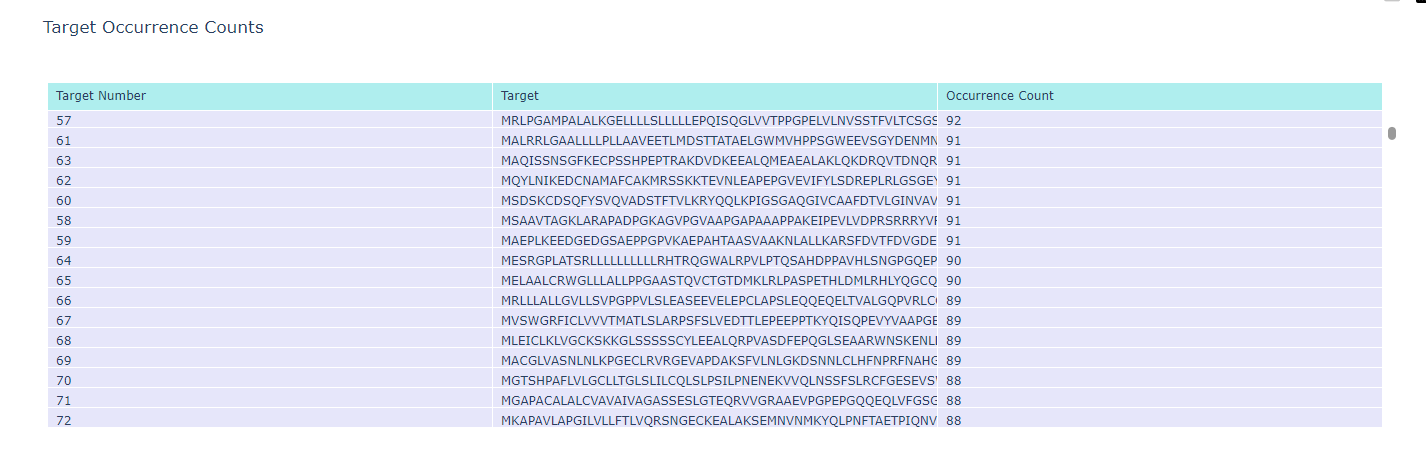 Target Occurrence Counts
Target Number Target Occurrence Count
57 MRLPGAMPALALKGELLLLSLLLLLEPQISQGLVVTPPGPELVLNVSSTFVLTCSGS 92
61 MALRRLGAALLLLPLLAAVEETLMDSTTATAELGWMVHPPSGWEEVSGYDENMN 91
63 MAQISSNSGFKECPSSHPEPTRAKDVDKEEALQMEAEALAKLQKDRQVTDNQR 91
62 MQYLNIKEDCNAMAFCAKMRSSKKTEVNLEAPEPGVEVIFYLSDREPLRLGSGEY 91
60 MSDSKCDSQFYSVQVADSTFTVLKRYQQLKPIGSGAQGIVCAAFDTVLGINVAV 91
58 MSAAVTAGKLARAPADPGKAGVPGVAAPGAPAAAPPAKEIPEVLVDPRSRRRYVR 91
59 MAEPLKEEDGEDGSAEPPGPVKAEPAHTAASVAAKNLALLKARSFDVTFDVGDE 91
64 MESRGPLATSRLLLLLLLLLLRHTRQGWALRPVLPTQSAHDPPAVHLSNGPGQEP 90
65 MELAALCRWGLLLALLPPGAASTQVCTGTDMKLRLPASPETHLDMLRHLYQGCQ 90
66 MRLLLALLGVLLSVPGPPVLSLEASEEVELEPCLAPSLEQQEQELTVALGQPVRLC 89
67 MVSWGRFICLVVVTMATLSLARPSFSLVEDTTLEPEEPPTKYQISQPEVYVAAPGE 89
68 MLEICLKLVGCKSKKGLSSSSSCYLEEALQRPVASDFEPQGLSEAARWNSKENL 89
69 MACGLVASNLNLKPGECLRVRGEVAPDAKSFVLNLGKDSNNLCLHFNPRFNAHG 89
70 MGTSHPAFLVLGCLLTGLSLILCQLSLPSILPNENEKVVQLNSSFSLRCFGESEVS 88
71 MGAPACALALCVAVAIVAGASSESLGTEQRVVGRAAEVPGPEPGQQEQLVFGSG 88
72 MKAPAVLAPGILVLLFTLVQRSNGECKEALAKSEMNVNMKYQLPNFTAETPIQNV 88